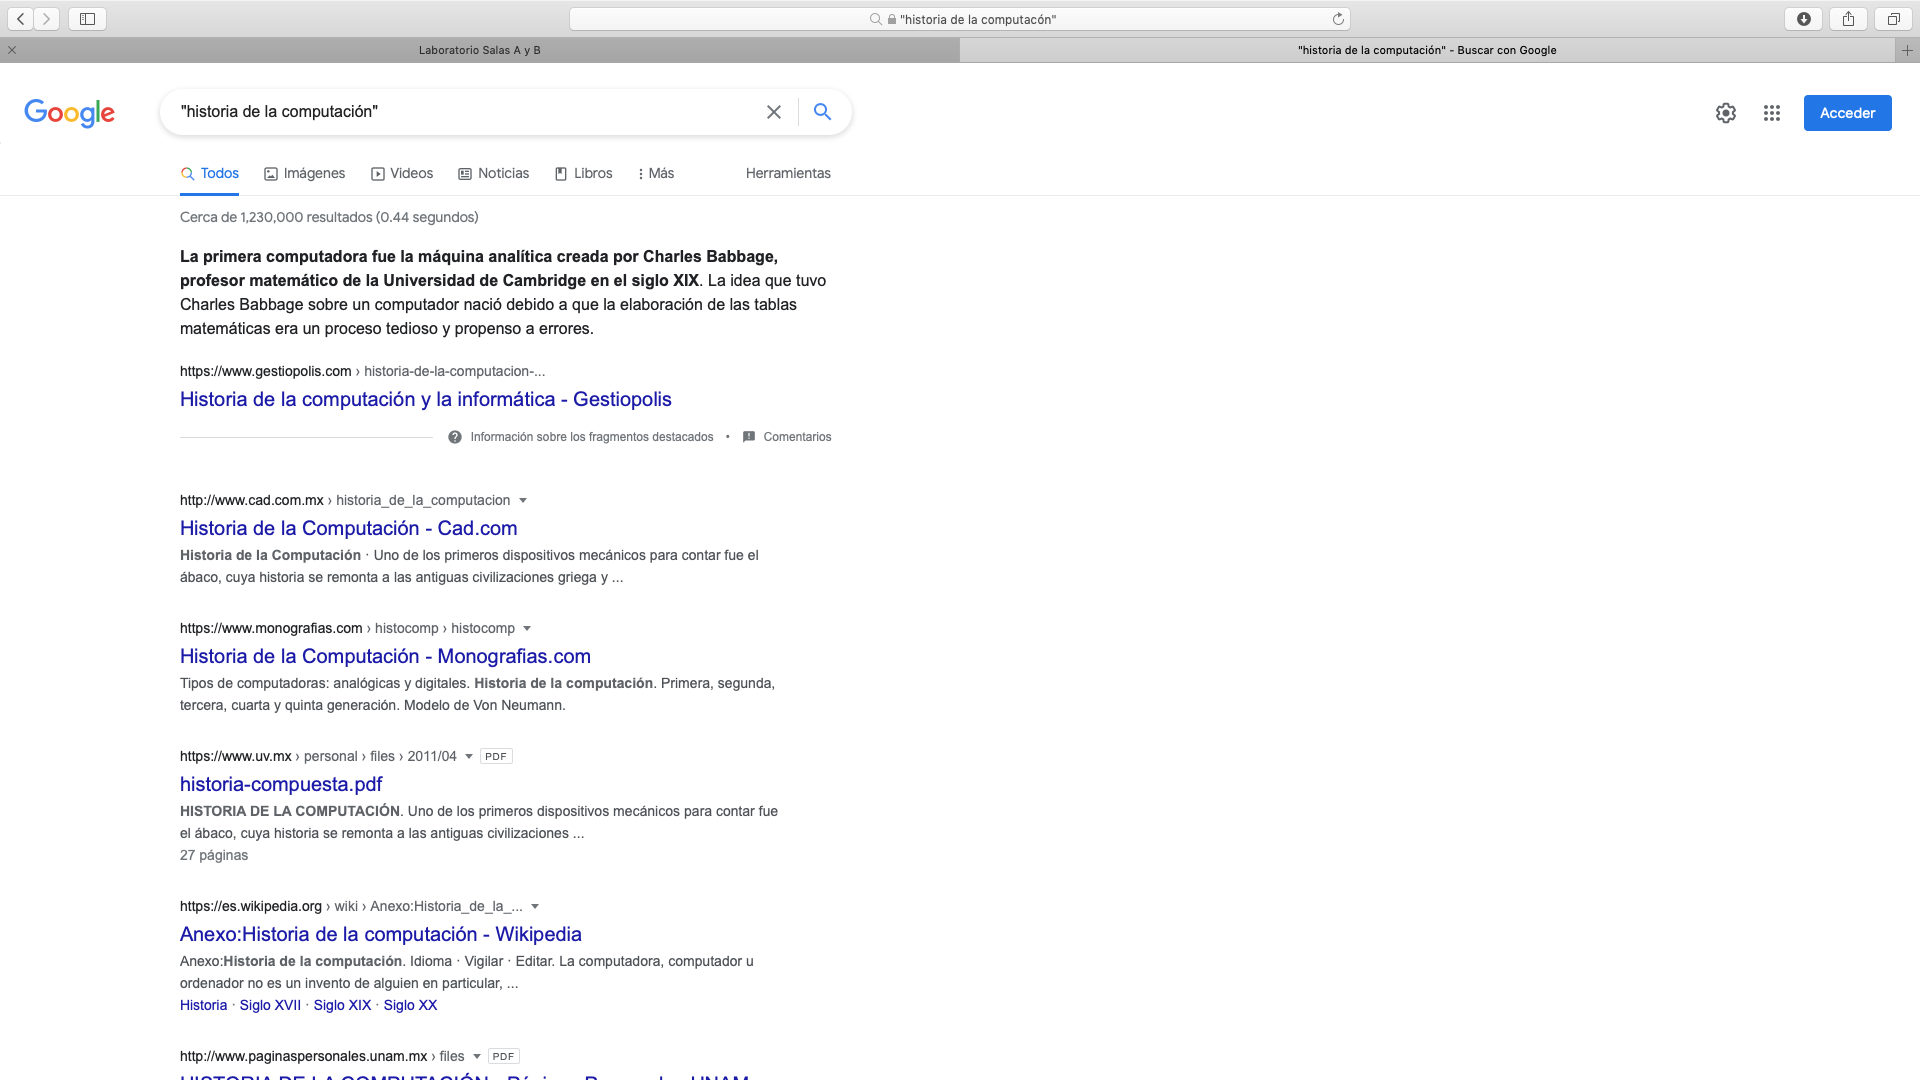 "historia de la computacón"
Laboratorio Salas A y B
"historia de la computación" - Buscar con Google
Google
"historia de la computación"
Acceder
Todos
Imágenes
Videos
Noticias
Libros
Más
Herramientas
Cerca de 1,230,000 resultados (0.44 segundos)
La primera computadora fue la máquina analítica creada por Charles Babbage,
profesor matemático de la Universidad de Cambridge en el siglo XIX. La idea que tuvo
Charles Babbage sobre un computador nació debido a que la elaboración de las tablas
matemáticas era un proceso tedioso y propenso a errores.
https://www.gestiopolis.com › historia-de-la-computacion-...
Historia de la computación y la informática - Gestiopolis
Información sobre los fragmentos destacados • Comentarios
http://www.cad.com.mx › historia_de_la_computacion
Historia de la Computación - Cad.com
Historia de la Computación · Uno de los primeros dispositivos mecánicos para contar fue el
ábaco, cuya historia se remonta a las antiguas civilizaciones griega y ...
https://www.monografias.com › histocomp › histocomp
Historia de la Computación - Monografias.com
Tipos de computadoras: analógicas y digitales. Historia de la computación. Primera, segunda,
tercera, cuarta y quinta generación. Modelo de Von Neumann.
https://www.uv.mx › personal › files › 2011/04 PDF
historia-compuesta.pdf
HISTORIA DE LA COMPUTACIÓN. Uno de los primeros dispositivos mecánicos para contar fue
el ábaco, cuya historia se remonta a las antiguas civilizaciones ...
27 páginas
https://es.wikipedia.org › wiki › Anexo:Historia_de_la_...
Anexo:Historia de la computación - Wikipedia
Anexo:Historia de la computación. Idioma · Vigilar · Editar. La computadora, computador u
ordenador no es un invento de alguien en particular, ...
Historia · Siglo XVII · Siglo XIX · Siglo XX
http://www.paginaspersonales.unam.mx › files PDF
HISTORIA DE LA COMPUTACIÓN - Páginas Personales - UNAM